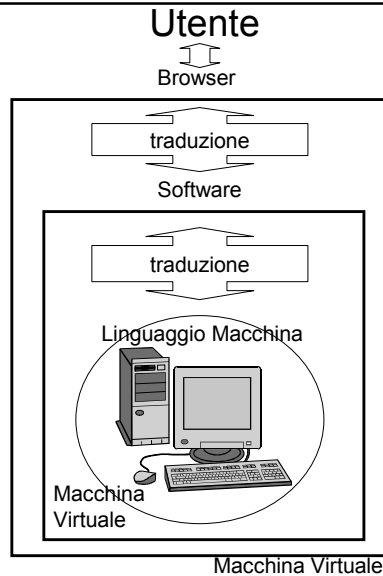 Utente
Browser
traduzione
Software
traduzione
Linguaggio Macchina
Macchina
Virtuale
Macchina Virtuale